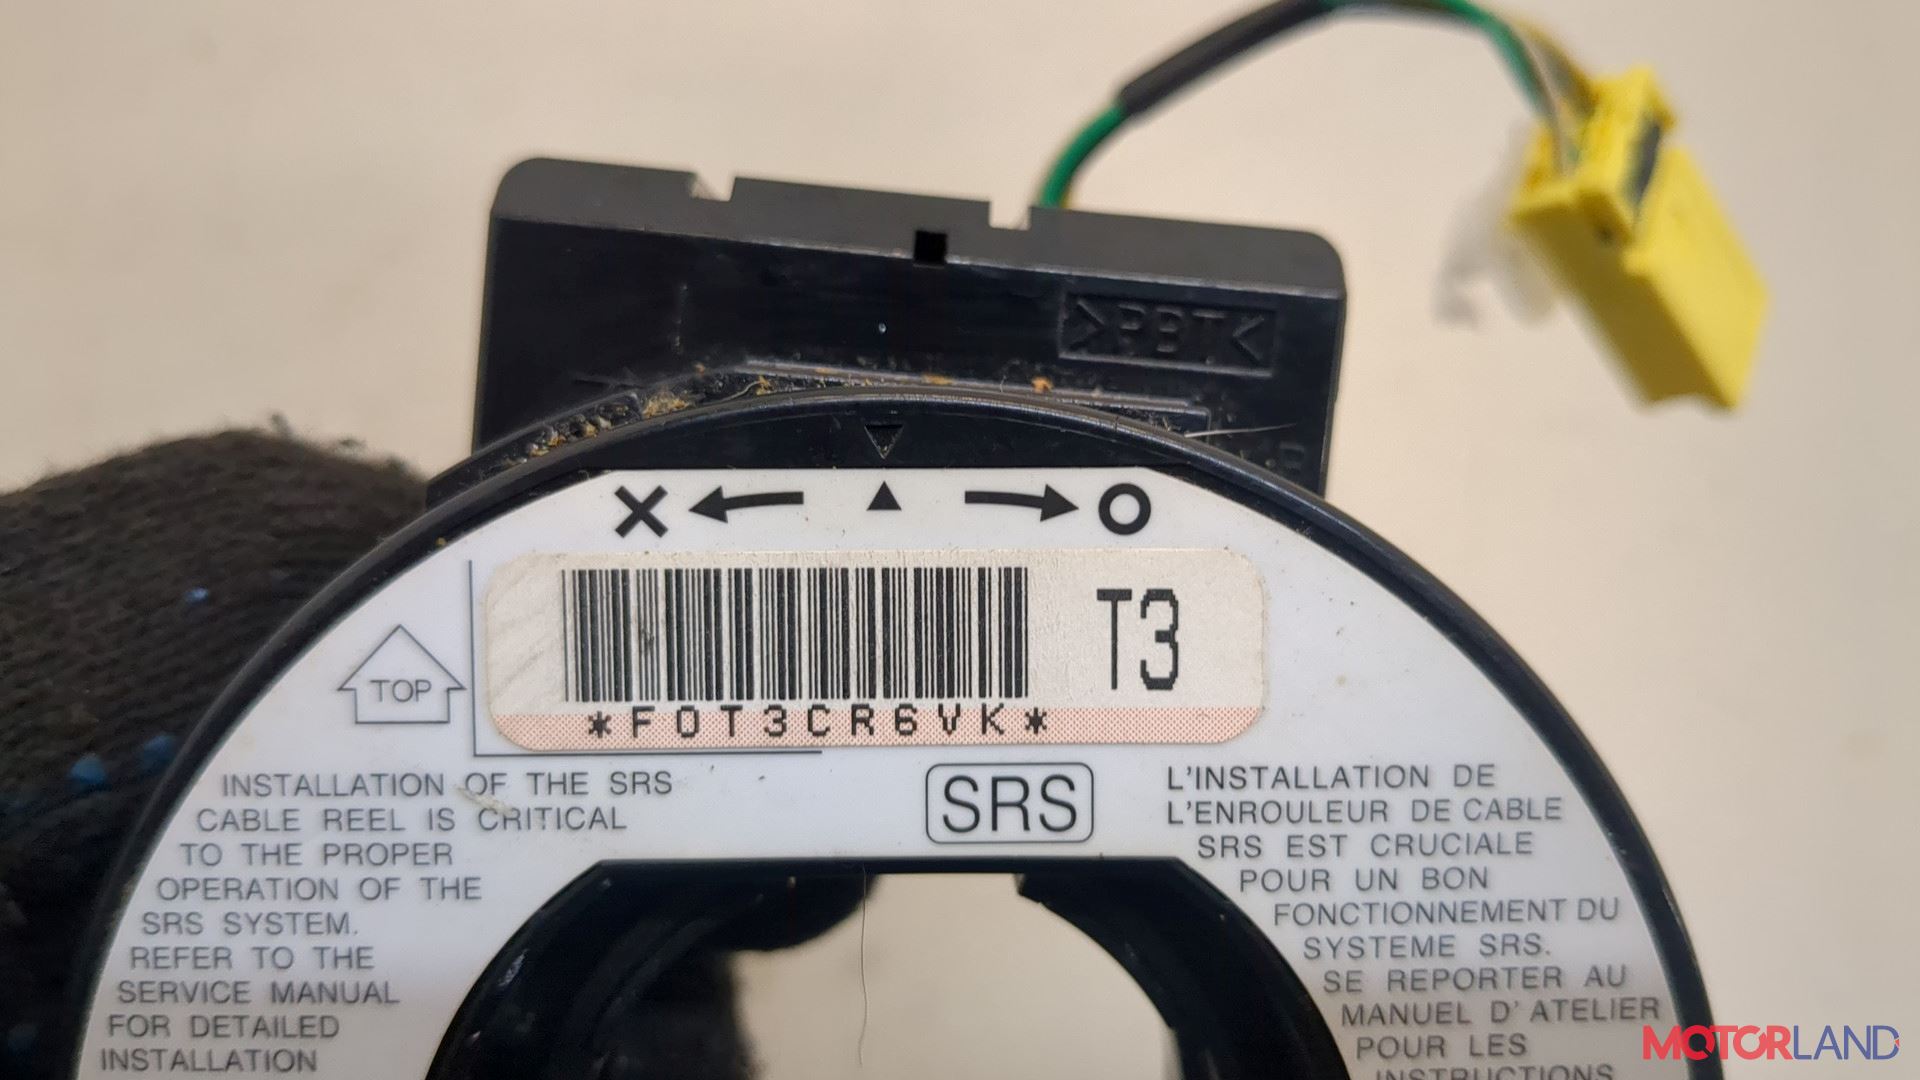 >PBT<
X ← ▲ → O
T3
*F0T3CR6VK*
TOP
INSTALLATION OF THE SRS
CABLE REEL IS CRITICAL
TO THE PROPER
OPERATION OF THE
SRS SYSTEM.
REFER TO THE
SERVICE MANUAL
FOR DETAILED
INSTALLATION
SRS
L'INSTALLATION DE
L'ENROULEUR DE CABLE
SRS EST CRUCIALE
POUR UN BON
FONCTIONNEMENT DU
SYSTEME SRS.
SE REPORTER AU
MANUEL D'ATELIER
POUR LES
INSTRUCTIONS
MOTORLAND